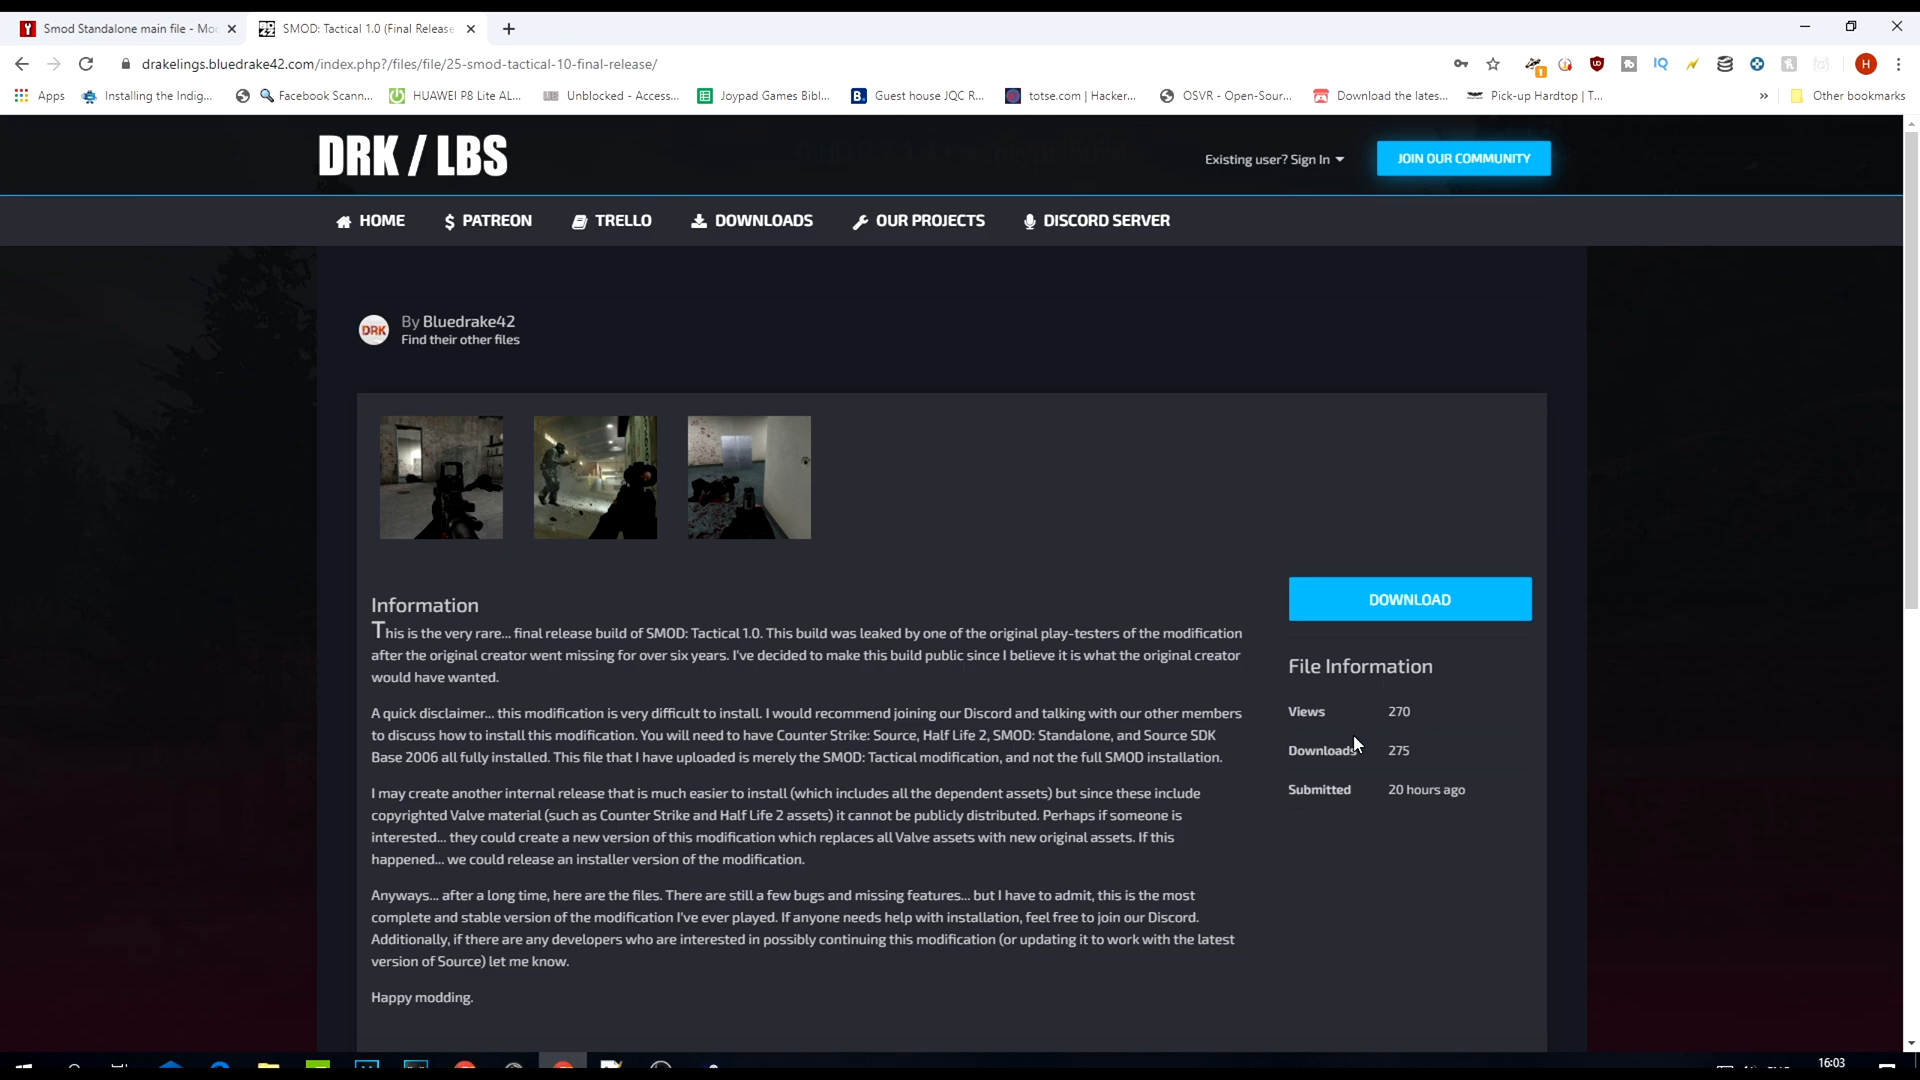 Smod Standalone main file - Mod
SMOD: Tactical 1.0 (Final Release
drakelings.bluedrake42.com/index.php?/files/file/25-smod-tactical-10-final-release/
1
IQ
H
Apps
Installing the Indig...
Facebook Scann...
HUAWEI P8 Lite AL...
Unblocked - Access...
Joypad Games Bibl...
Guest house JQC R...
totse.com | Hacker...
OSVR - Open-Sour...
Download the lates...
Pick-up Hardtop | T...
»
Other bookmarks
DRK / LBS
Existing user? Sign In
JOIN OUR COMMUNITY
HOME
PATREON
TRELLO
DOWNLOADS
OUR PROJECTS
DISCORD SERVER
DRK
By Bluedrake42
Find their other files
DOWNLOAD
Information
This is the very rare... final release build of SMOD: Tactical 1.0. This build was leaked by one of the original play-testers of the modification
after the original creator went missing for over six years. I've decided to make this build public since I believe it is what the original creator
would have wanted.
A quick disclaimer... this modification is very difficult to install. I would recommend joining our Discord and talking with our other members
to discuss how to install this modification. You will need to have Counter Strike: Source, Half Life 2, SMOD: Standalone, and Source SDK
Base 2006 all fully installed. This file that I have uploaded is merely the SMOD: Tactical modification, and not the full SMOD installation.
I may create another internal release that is much easier to install (which includes all the dependent assets) but since these include
copyrighted Valve material (such as Counter Strike and Half Life 2 assets) it cannot be publicly distributed. Perhaps if someone is
interested... they could create a new version of this modification which replaces all Valve assets with new original assets. If this
happened... we could release an installer version of the modification.
Anyways... after a long time, here are the files. There are still a few bugs and missing features... but I have to admit, this is the most
complete and stable version of the modification I've ever played. If anyone needs help with installation, feel free to join our Discord.
Additionally, if there are any developers who are interested in possibly continuing this modification (or updating it to work with the latest
version of Source) let me know.
Happy modding.
File Information
Views 270
Downloads 275
Submitted 20 hours ago
16:03